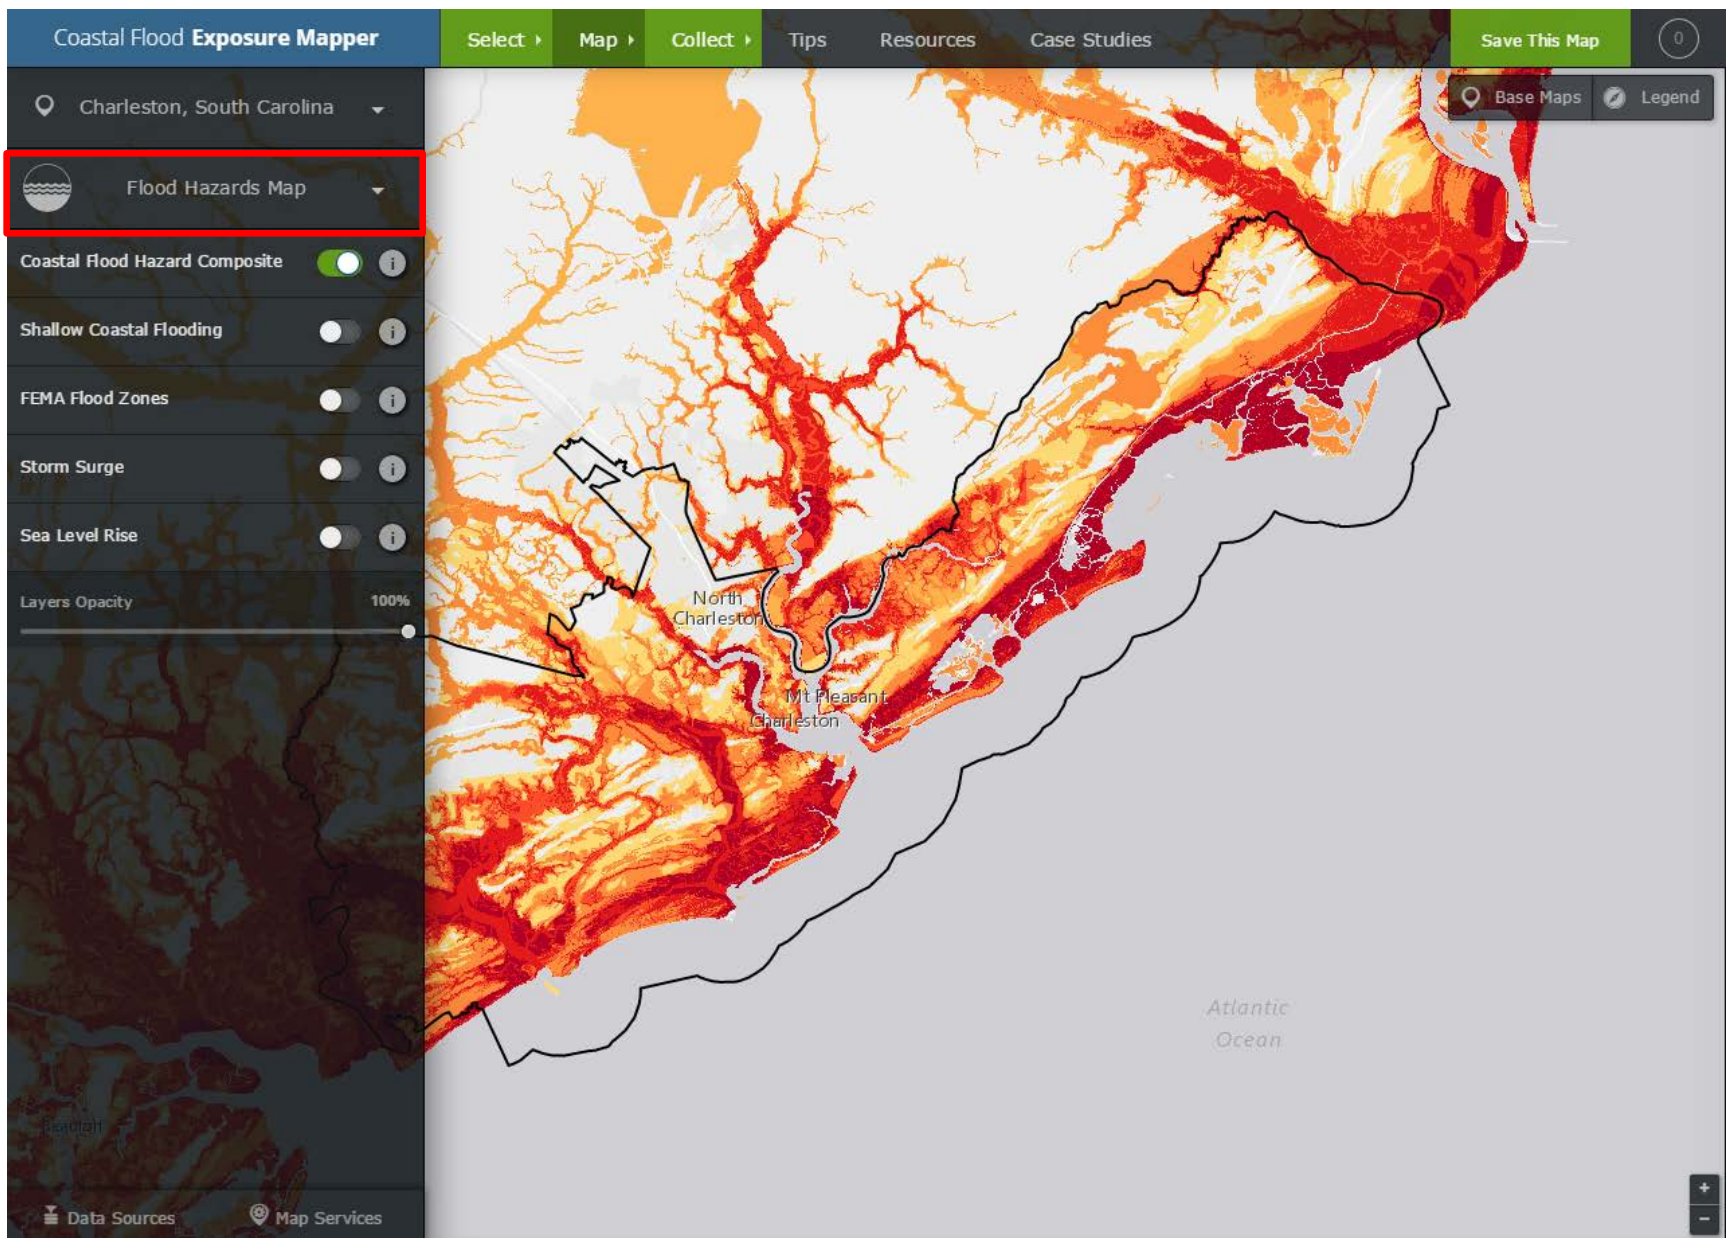 Coastal Flood Exposure Mapper
Select
Map
Collect
Tips
Resources
Case Studies
Save This Map
0
Charleston, South Carolina
Base Maps
Legend
Flood Hazards Map
Coastal Flood Hazard Composite
i
Shallow Coastal Flooding
i
FEMA Flood Zones
i
Storm Surge
i
Sea Level Rise
i
Layers Opacity
100%
North
Charleston
Mt Pleasant
Charleston
Atlantic
Ocean
Beaufort
Data Sources
Map Services
+
−